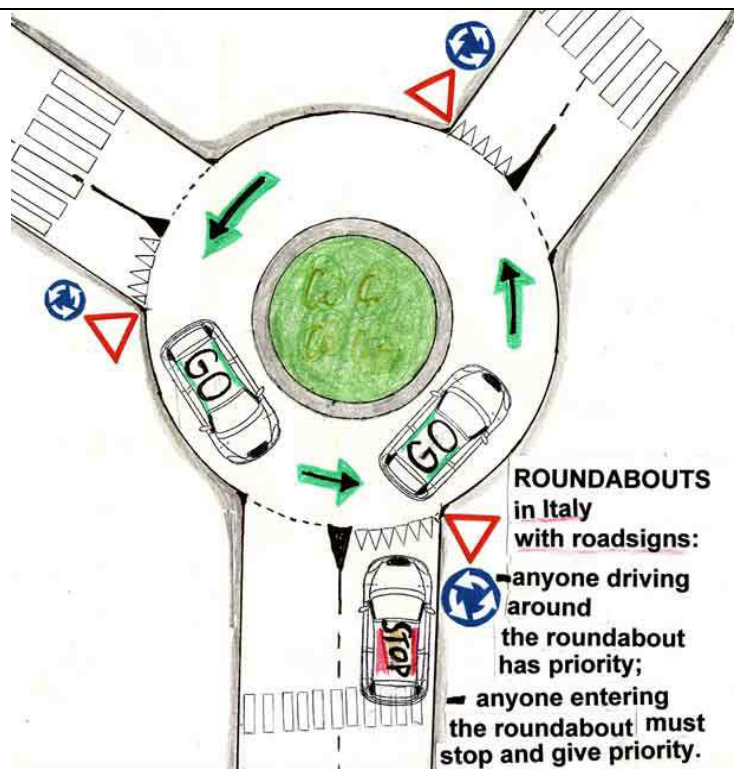 GO
GO
STOP
ROUNDABOUTS
in Italy
with roadsigns:
-anyone driving
around
the roundabout
has priority;
- anyone entering
the roundabout must
stop and give priority.